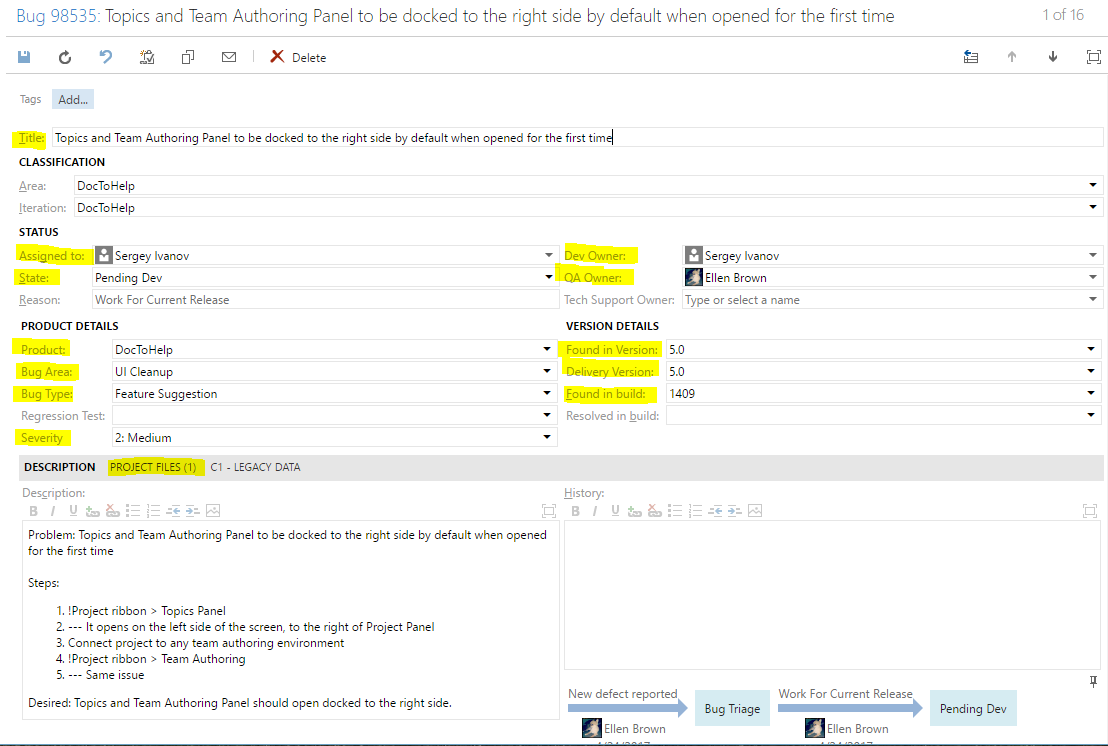 Bug 98535: Topics and Team Authoring Panel to be docked to the right side by default when opened for the first time 1 of 16
Delete
Tags Add...
Title: Topics and Team Authoring Panel to be docked to the right side by default when opened for the first time
CLASSIFICATION
Area: DocToHelp
Iteration: DocToHelp
STATUS
Assigned to: Sergey Ivanov Dev Owner: Sergey Ivanov
State: Pending Dev QA Owner: Ellen Brown
Reason: Work For Current Release Tech Support Owner: Type or select a name
PRODUCT DETAILS VERSION DETAILS
Product: DocToHelp Found in Version: 5.0
Bug Area: UI Cleanup Delivery Version: 5.0
Bug Type: Feature Suggestion Found in build: 1409
Regression Test: Resolved in build:
Severity 2: Medium
DESCRIPTION PROJECT FILES (1) C1 - LEGACY DATA
Description: History:
B I U B I U
Problem: Topics and Team Authoring Panel to be docked to the right side by default when opened
for the first time
Steps:
1. !Project ribbon > Topics Panel
2. --- It opens on the left side of the screen, to the right of Project Panel
3. Connect project to any team authoring environment
4. !Project ribbon > Team Authoring
5. --- Same issue
Desired: Topics and Team Authoring Panel should open docked to the right side.
New defect reported Bug Triage Work For Current Release Pending Dev
Ellen Brown Ellen Brown